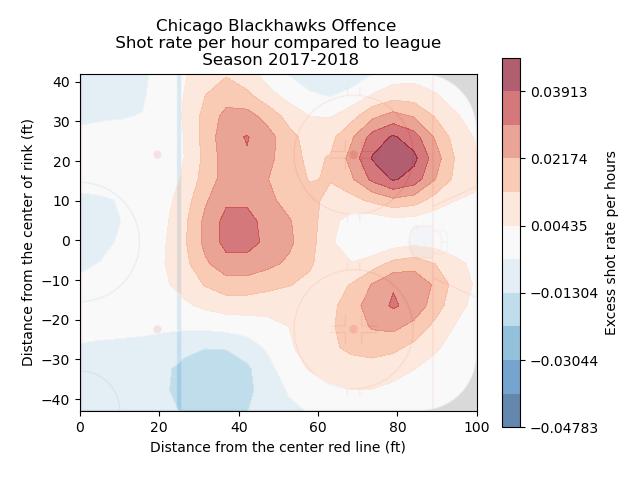 Chicago Blackhawks Offence
Shot rate per hour compared to league
Season 2017-2018
40
30
20
10
0
−10
−20
−30
−40
Distance from the center of rink (ft)
0 20 40 60 80 100
Distance from the center red line (ft)
0.03913
0.02174
0.00435
−0.01304
−0.03044
−0.04783
Excess shot rate per hours